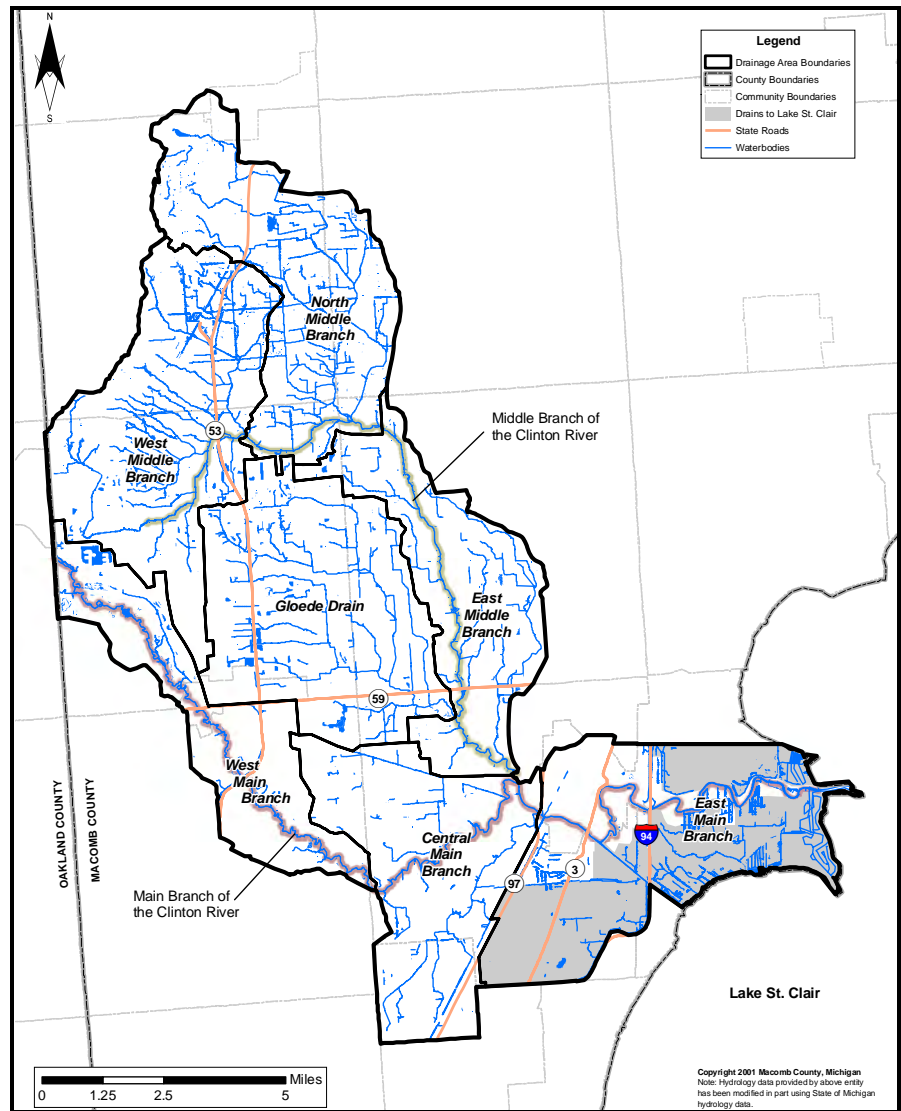 N
S
Legend
Drainage Area Boundaries
County Boundaries
Community Boundaries
Drains to Lake St. Clair
State Roads
Waterbodies
North
Middle
Branch
Middle Branch of
the Clinton River
53
West
Middle
Branch
Gloede Drain
East
Middle
Branch
59
West
Main
Branch
OAKLAND COUNTY
MACOMB COUNTY
East
Main
Branch
94
Central
Main
Branch
3
97
Main Branch of
the Clinton River
Lake St. Clair
Miles
0 1.25 2.5 5
Copyright 2001 Macomb County, Michigan
Note: Hydrology data provided by above entity
has been modified in part using State of Michigan
hydrology data.